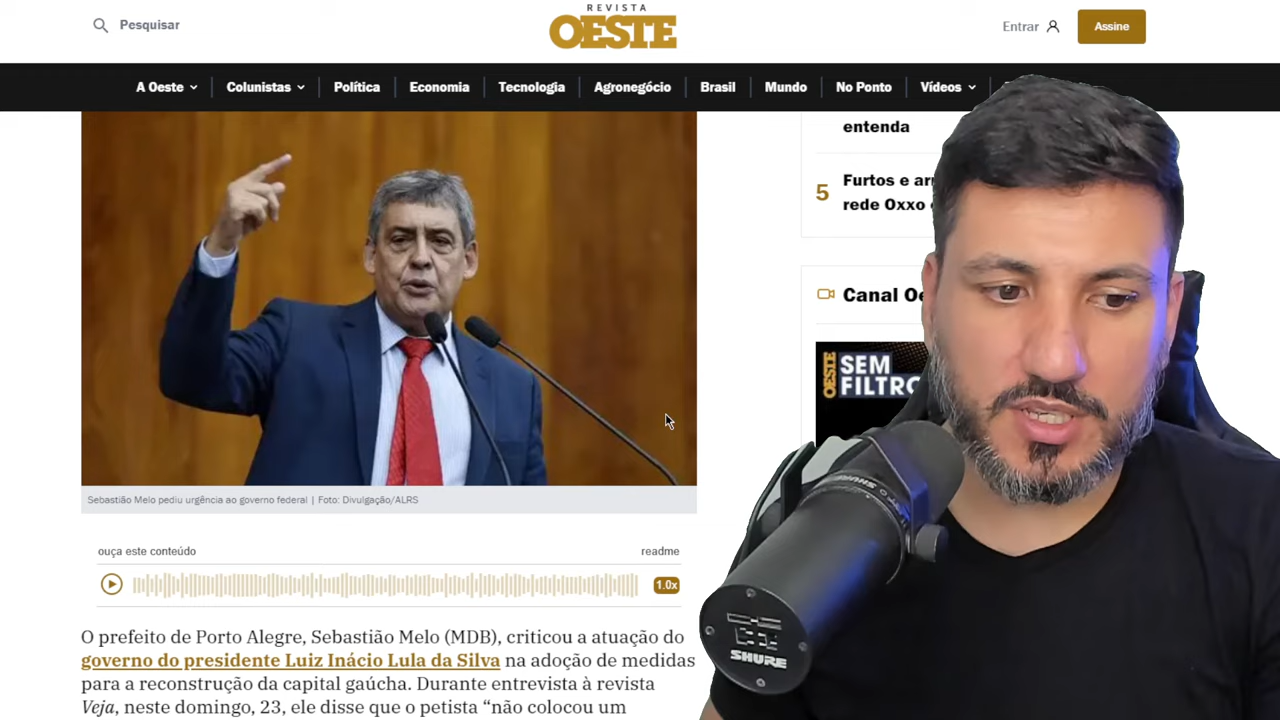 REVISTA
OESTE
Pesquisar
Entrar
Assine
A Oeste
Colunistas
Política
Economia
Tecnologia
Agronegócio
Brasil
Mundo
No Ponto
Vídeos
entenda
5
Furtos e
rede Oxxo
Canal
OESTE
SEM
FILTRO
Sebastião Melo pediu urgência ao governo federal | Foto: Divulgação/ALRS
ouça este conteúdo
readme
1.0x
O prefeito de Porto Alegre, Sebastião Melo (MDB), criticou a atuação do
governo do presidente Luiz Inácio Lula da Silva na adoção de medidas
para a reconstrução da capital gaúcha. Durante entrevista à revista
Veja, neste domingo, 23, ele disse que o petista “não colocou um
SHURE